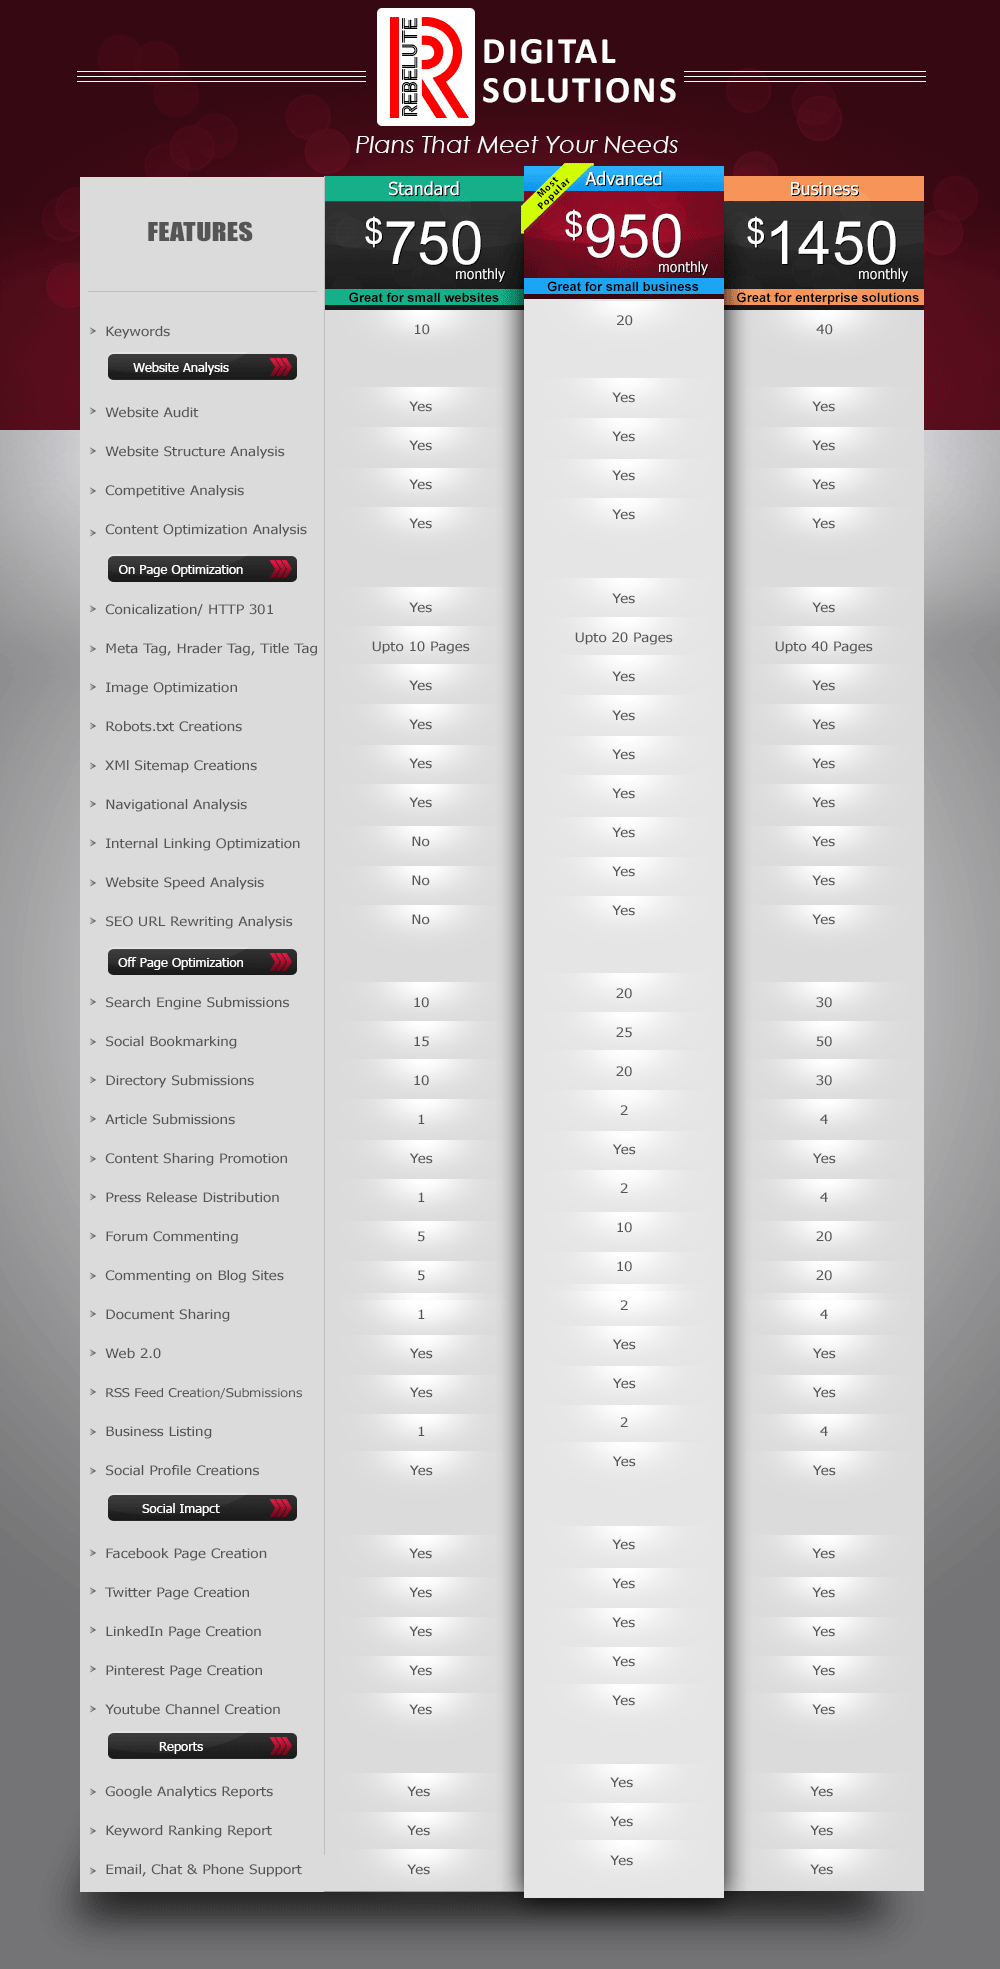 REBELUTE
DIGITAL
SOLUTIONS
Plans That Meet Your Needs
FEATURES
Standard
$750
monthly
Great for small websites
Most
Popular
Advanced
$950
monthly
Great for small business
Business
$1450
monthly
Great for enterprise solutions
Keywords 10 20 40
Website Analysis
Website Audit Yes Yes Yes
Website Structure Analysis Yes Yes Yes
Competitive Analysis Yes Yes Yes
Content Optimization Analysis Yes Yes Yes
On Page Optimization
Conicalization/ HTTP 301 Yes Yes Yes
Meta Tag, Hrader Tag, Title Tag Upto 10 Pages Upto 20 Pages Upto 40 Pages
Image Optimization Yes Yes Yes
Robots.txt Creations Yes Yes Yes
XMl Sitemap Creations Yes Yes Yes
Navigational Analysis Yes Yes Yes
Internal Linking Optimization No Yes Yes
Website Speed Analysis No Yes Yes
SEO URL Rewriting Analysis No Yes Yes
Off Page Optimization
Search Engine Submissions 10 20 30
Social Bookmarking 15 25 50
Directory Submissions 10 20 30
Article Submissions 1 2 4
Content Sharing Promotion Yes Yes Yes
Press Release Distribution 1 2 4
Forum Commenting 5 10 20
Commenting on Blog Sites 5 10 20
Document Sharing 1 2 4
Web 2.0 Yes Yes Yes
RSS Feed Creation/Submissions Yes Yes Yes
Business Listing 1 2 4
Social Profile Creations Yes Yes Yes
Social Imapct
Facebook Page Creation Yes Yes Yes
Twitter Page Creation Yes Yes Yes
LinkedIn Page Creation Yes Yes Yes
Pinterest Page Creation Yes Yes Yes
Youtube Channel Creation Yes Yes Yes
Reports
Google Analytics Reports Yes Yes Yes
Keyword Ranking Report Yes Yes Yes
Email, Chat & Phone Support Yes Yes Yes